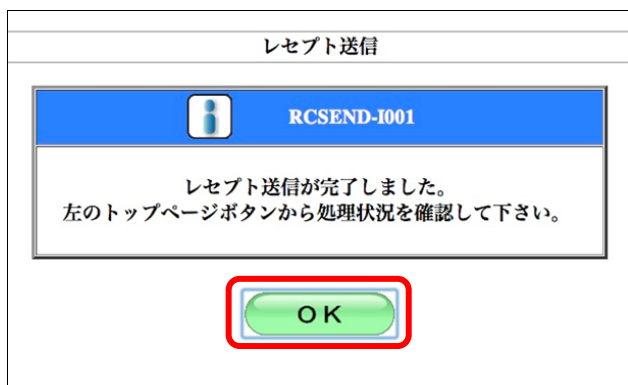 レセプト送信
RCSEND-I001
レセプト送信が完了しました。
左のトップページボタンから処理状況を確認して下さい。
OK